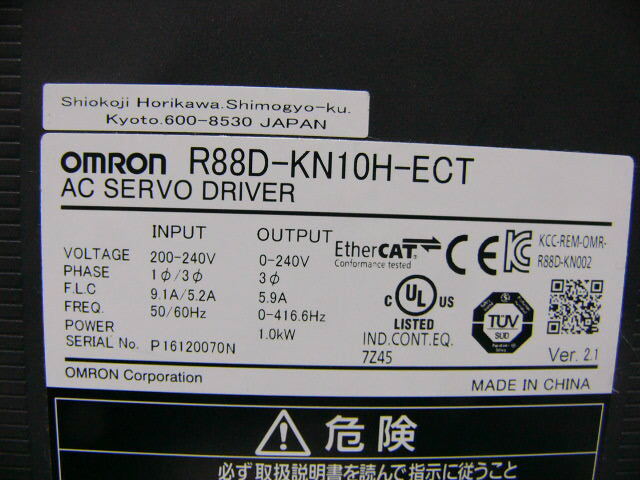 Shiokoji Horikawa.Shimogyo-ku.
Kyoto.600-8530 JAPAN
OMRON R88D-KN10H-ECT
AC SERVO DRIVER
INPUT OUTPUT
VOLTAGE 200-240V 0-240V
PHASE 1ϕ/3ϕ 3ϕ
F.L.C 9.1A/5.2A 5.9A
FREQ. 50/60Hz 0-416.6Hz
POWER 1.0kW
SERIAL No. P16120070N
EtherCAT
Conformance tested
CE
KCC-REM-OMR-
R88D-KN002
C UL US
LISTED
IND.CONT.EQ.
7Z45
TÜV
SUD
Ver. 2.1
OMRON Corporation MADE IN CHINA
危険
必ず取扱説明書を読んで指示に従うこと